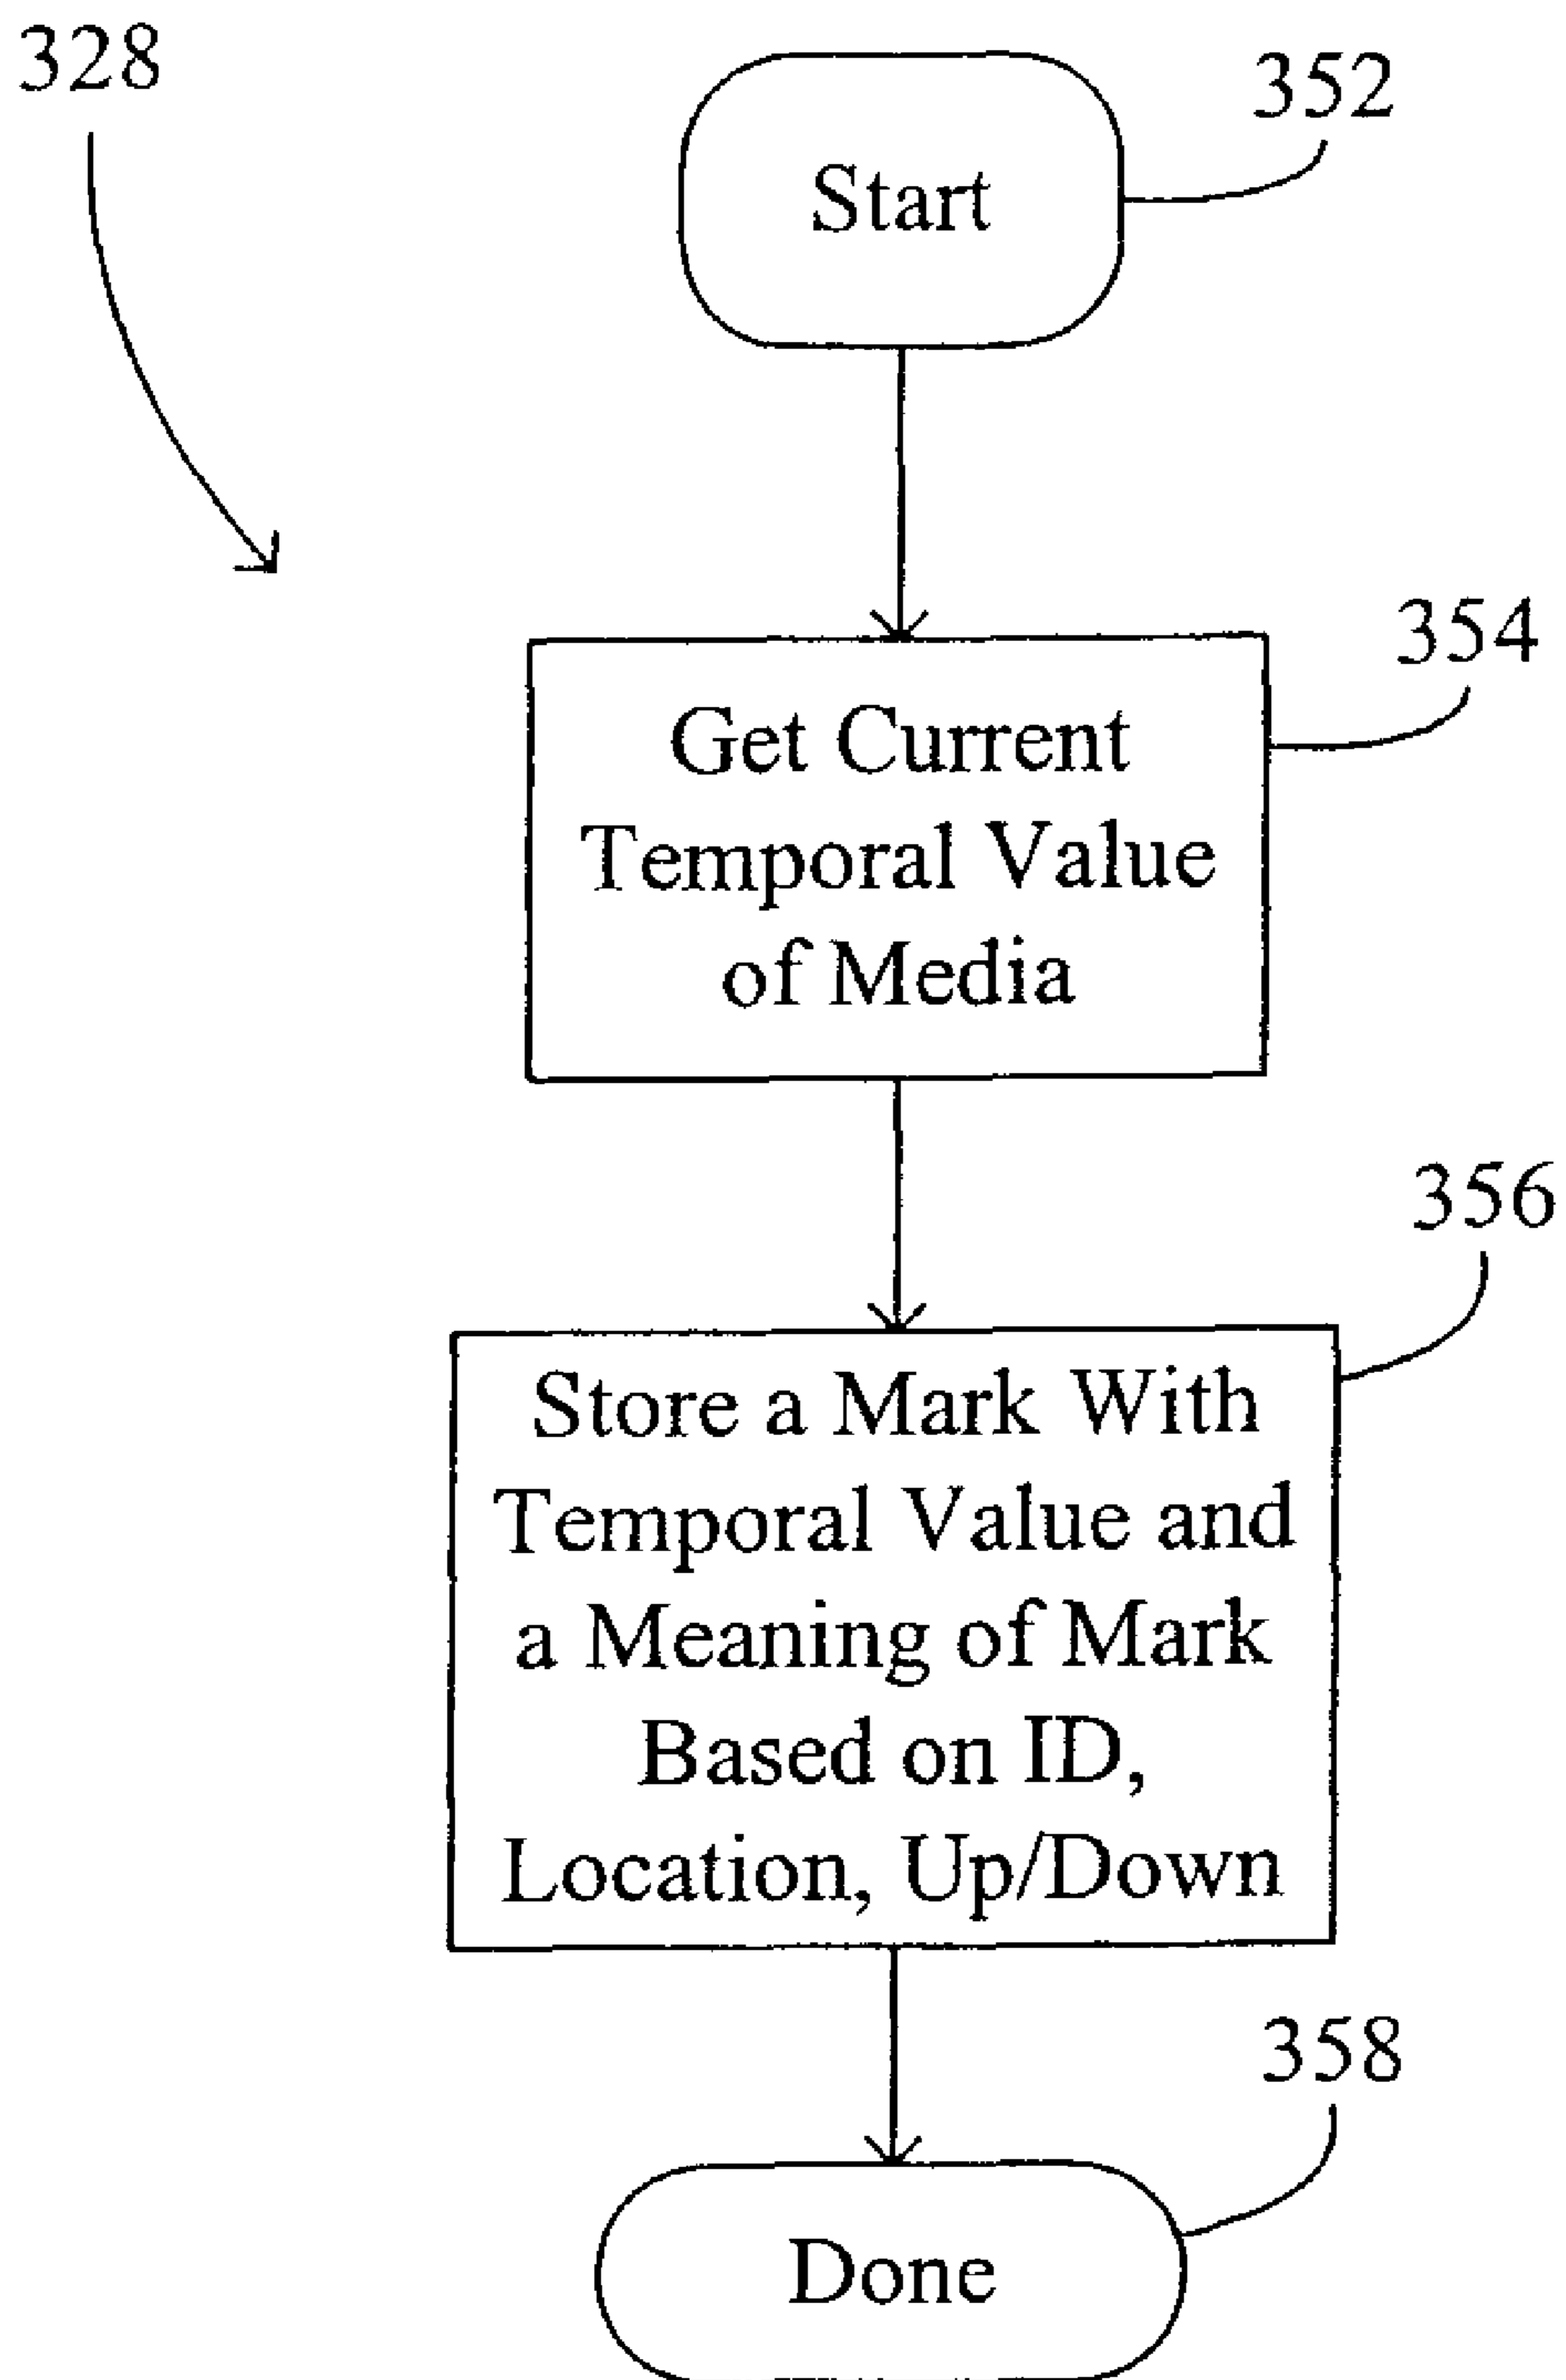 328
352
Start
354
Get Current
Temporal Value
of Media
356
Store a Mark With
Temporal Value and
a Meaning of Mark
Based on ID,
Location, Up/Down
358
Done